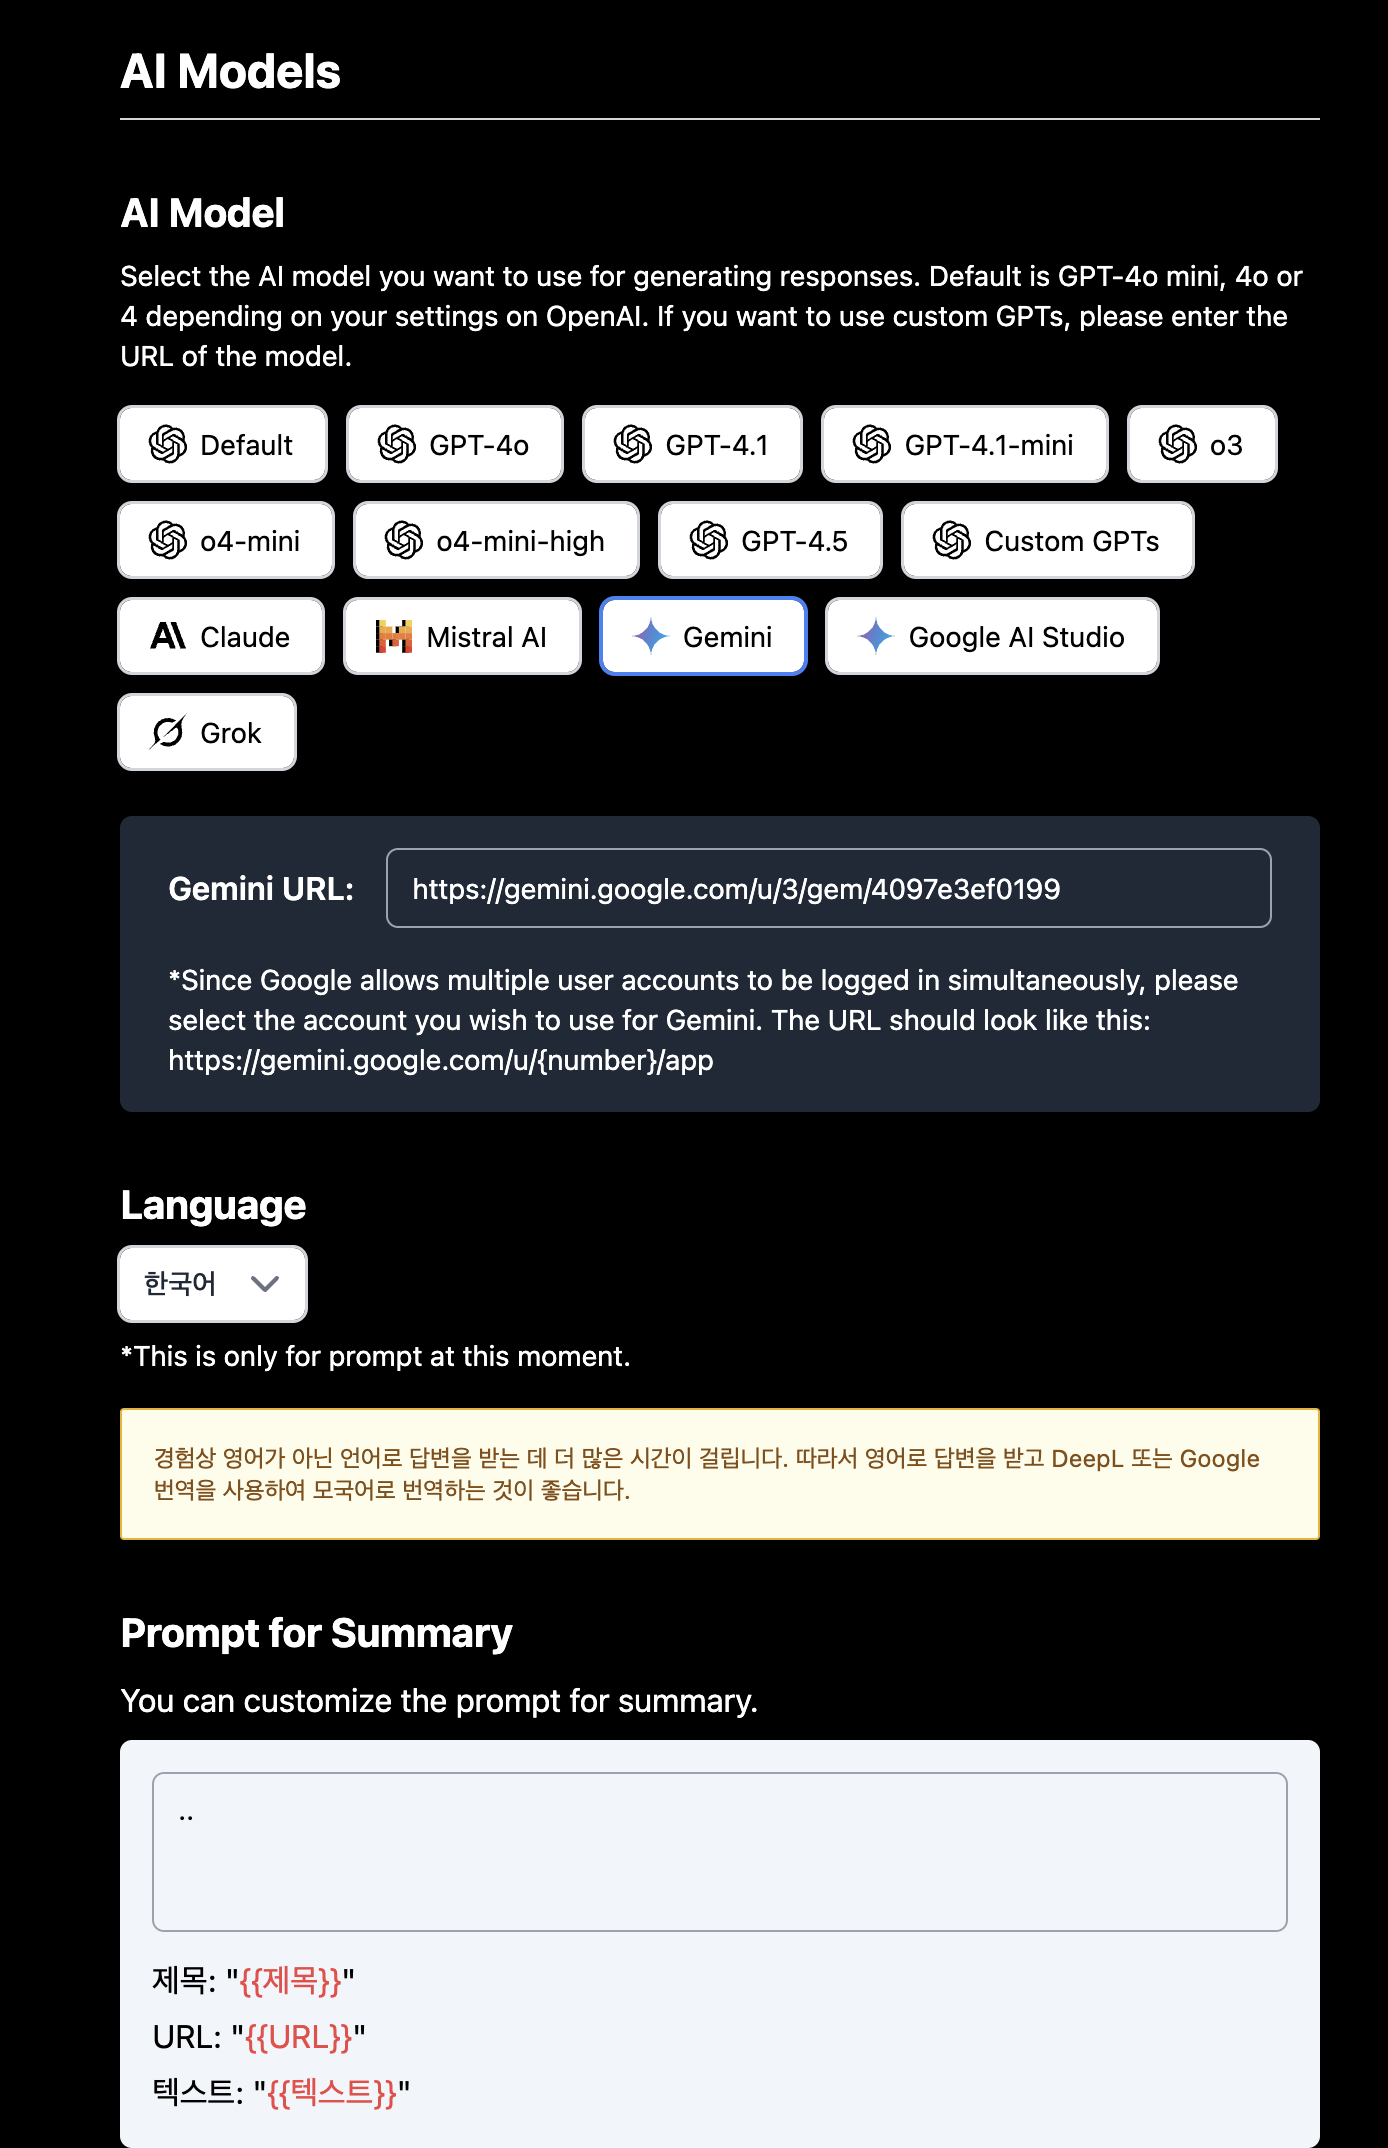 AI Models
AI Model
Select the AI model you want to use for generating responses. Default is GPT-4o mini, 4o or
4 depending on your settings on OpenAI. If you want to use custom GPTs, please enter the
URL of the model.
Default GPT-4o GPT-4.1 GPT-4.1-mini o3
o4-mini o4-mini-high GPT-4.5 Custom GPTs
Claude Mistral AI Gemini Google AI Studio
Grok
Gemini URL: https://gemini.google.com/u/3/gem/4097e3ef0199
*Since Google allows multiple user accounts to be logged in simultaneously, please
select the account you wish to use for Gemini. The URL should look like this:
https://gemini.google.com/u/{number}/app
Language
한국어
*This is only for prompt at this moment.
경험상 영어가 아닌 언어로 답변을 받는 데 더 많은 시간이 걸립니다. 따라서 영어로 답변을 받고 DeepL 또는 Google
번역을 사용하여 모국어로 번역하는 것이 좋습니다.
Prompt for Summary
You can customize the prompt for summary.
..
제목: "{{제목}}"
URL: "{{URL}}"
텍스트: "{{텍스트}}"